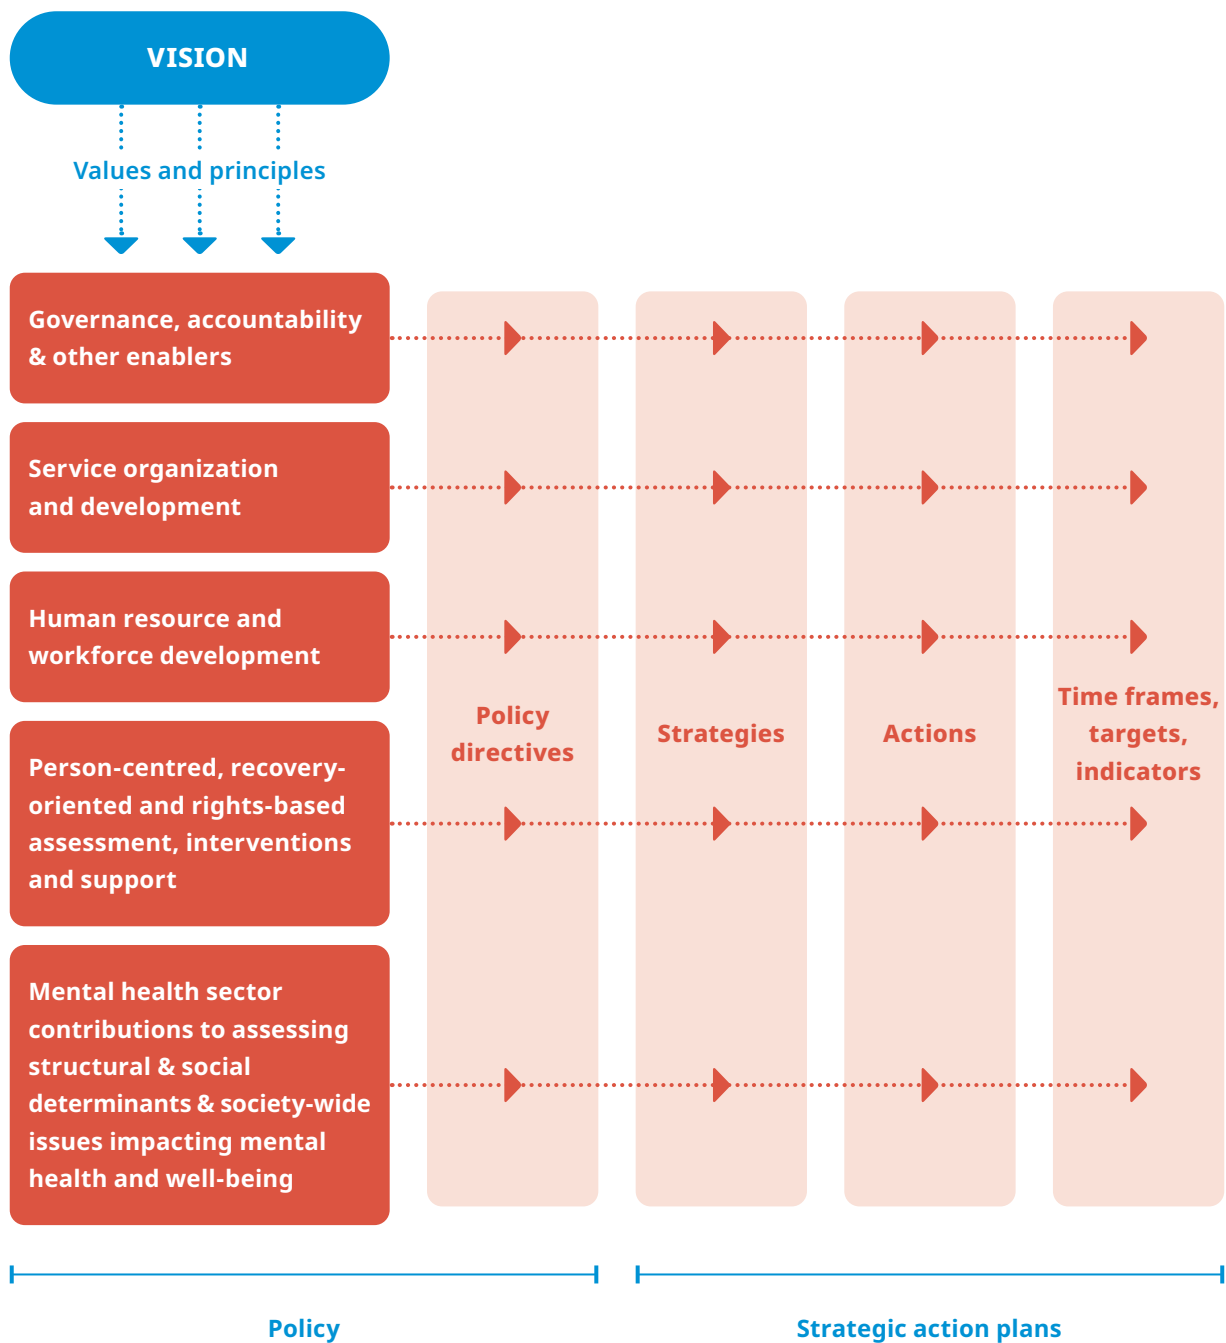 VISION
Values and principles
Governance, accountability
& other enablers
Service organization
and development
Human resource and
workforce development
Person-centred, recovery-
oriented and rights-based
assessment, interventions
and support
Mental health sector
contributions to assessing
structural & social
determinants & society-wide
issues impacting mental
health and well-being
Policy
directives
Strategies
Actions
Time frames,
targets,
indicators
Policy
Strategic action plans